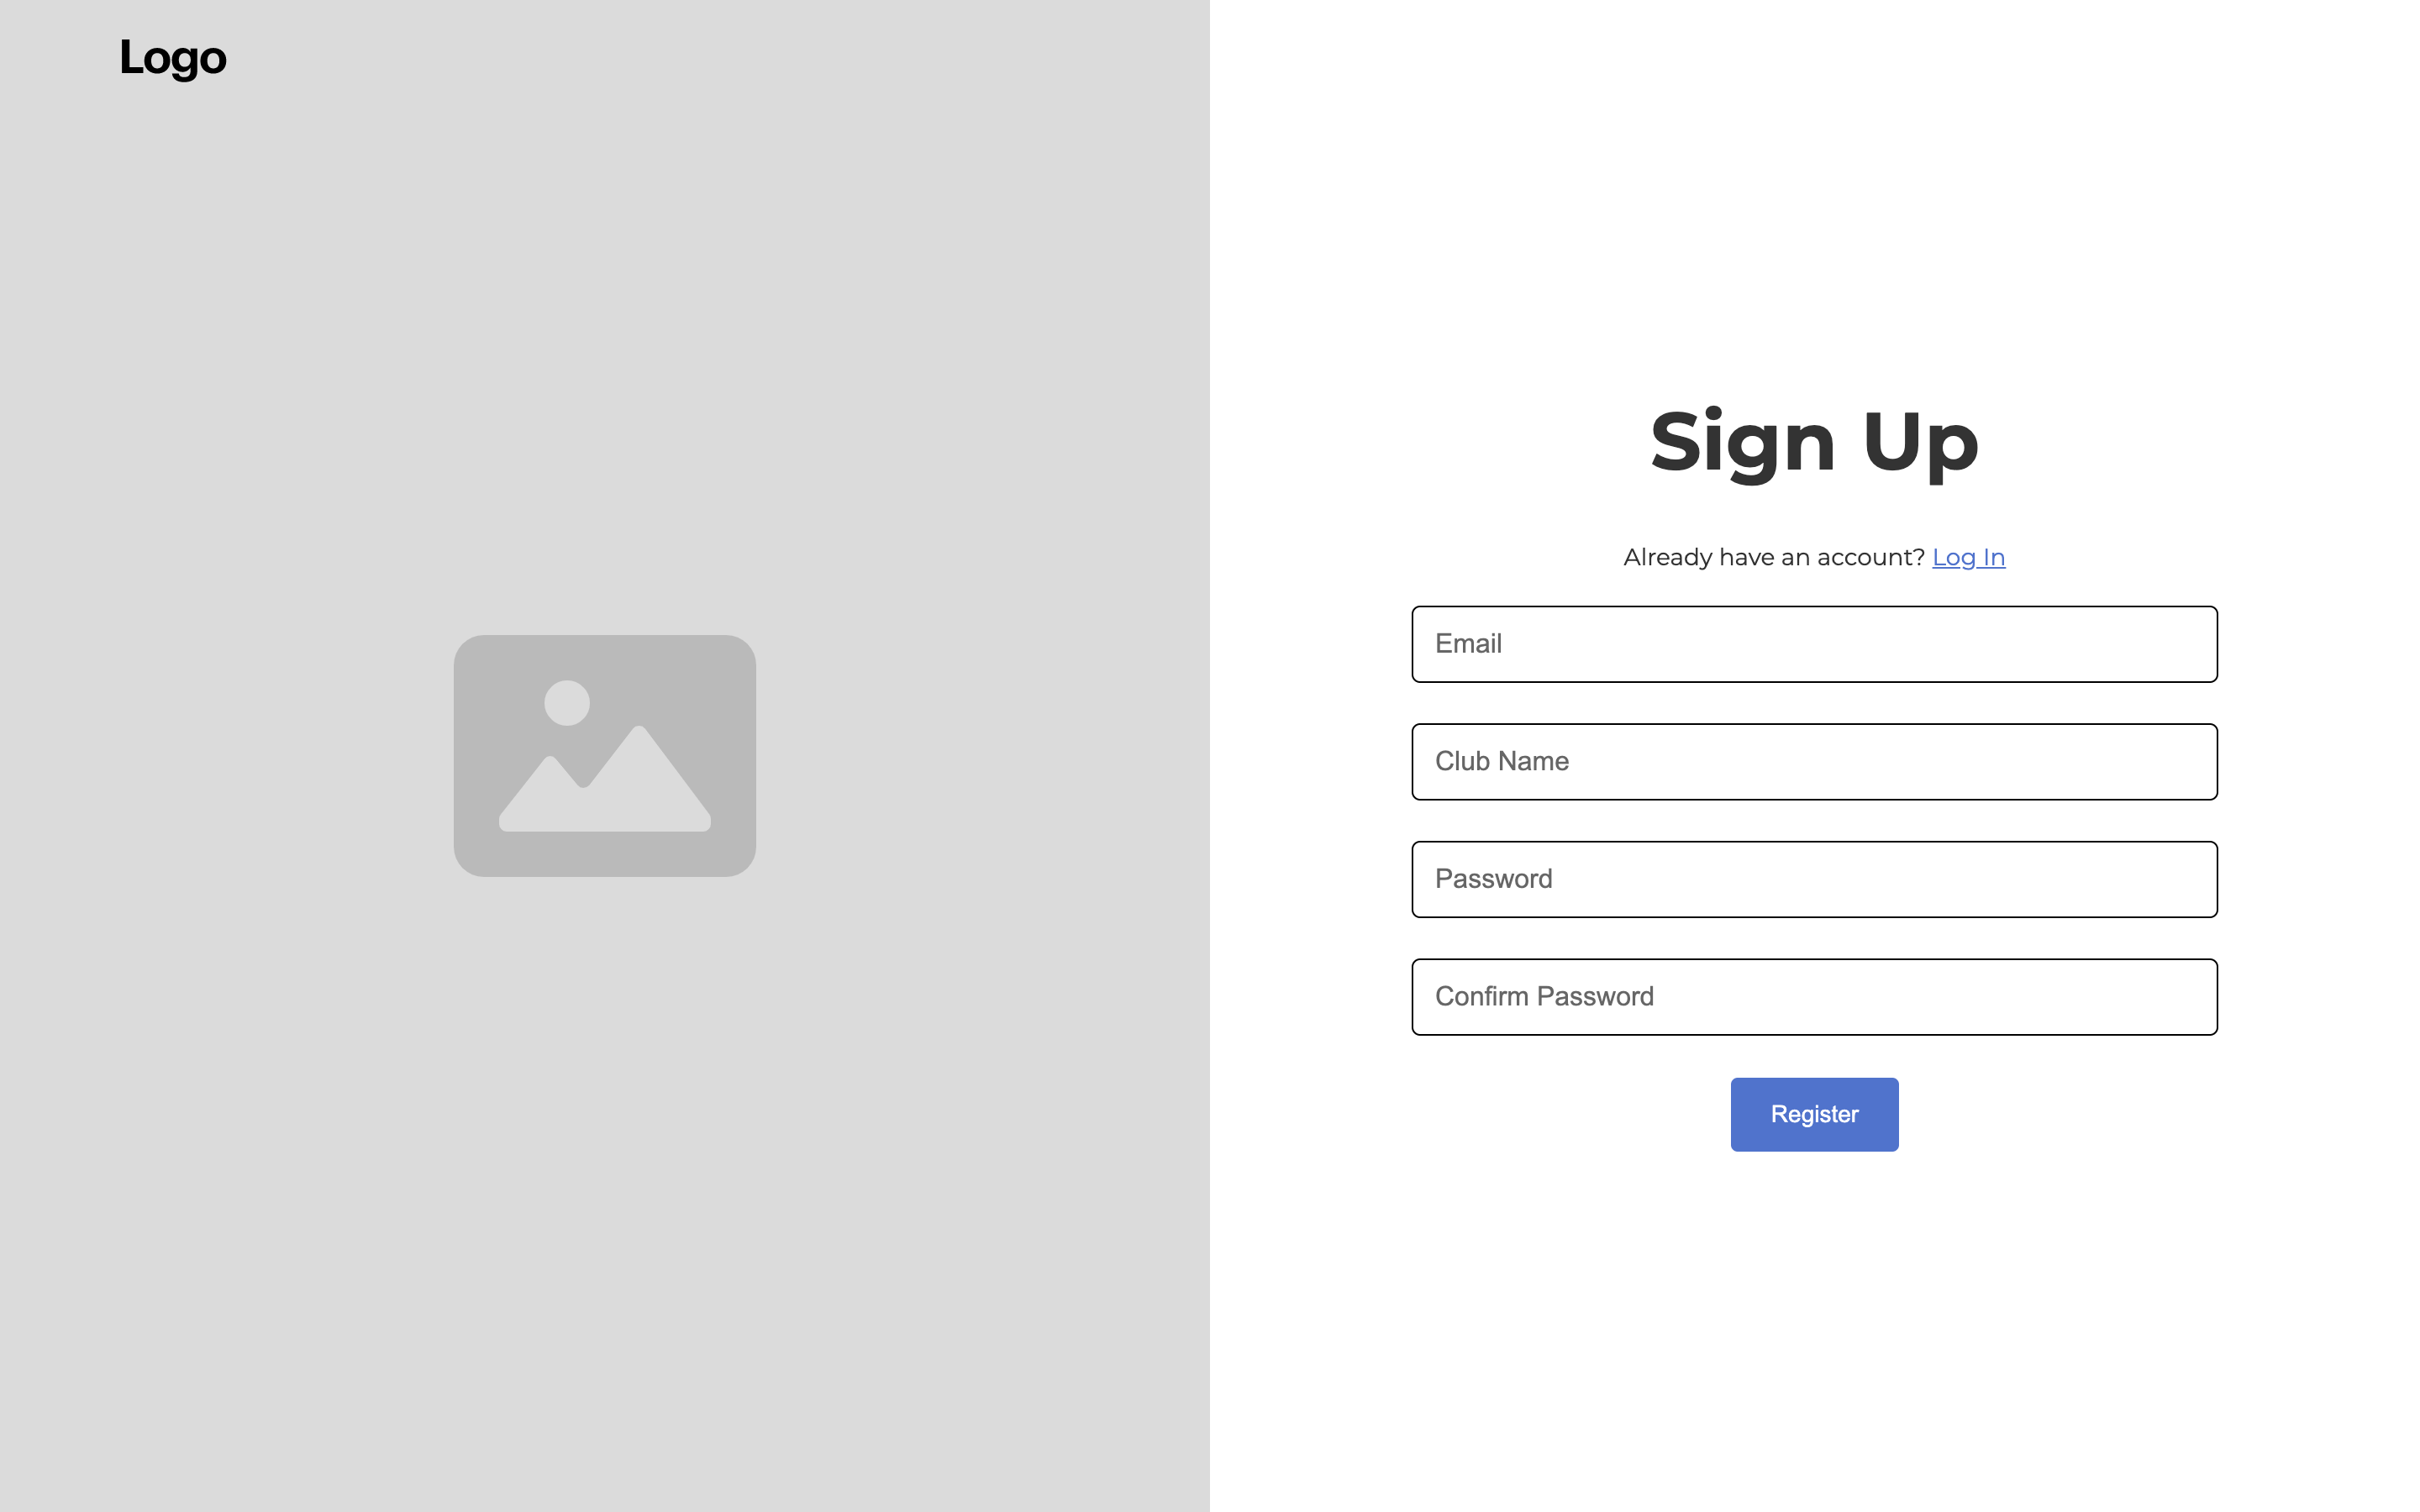 Logo
Sign Up
Already have an account? Log In
Email
Club Name
Password
Confirm Password
Register